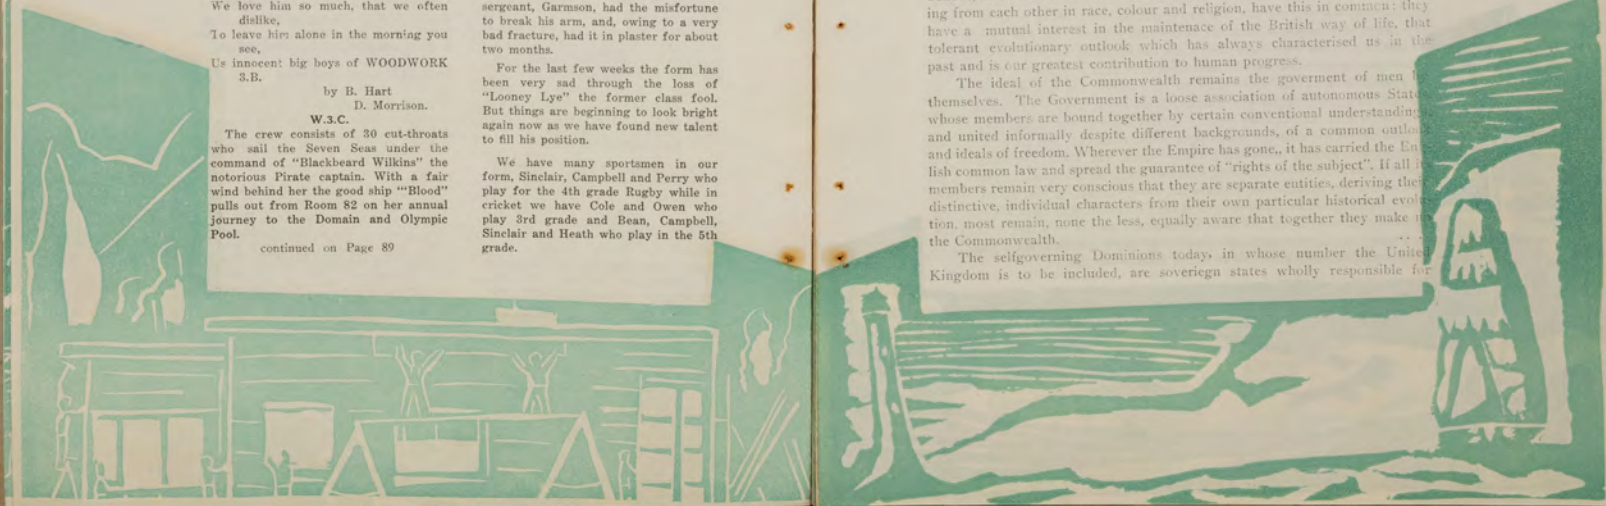 We love him so much, that we often
dislike,
To leave him alone in the morning you
see,
Us innocent big boys of WOODWORK
3.B.
by B. Hart
D. Morrison.
W.3.C.
The crew consists of 30 cut-throats
who sail the Seven Seas under the
command of "Blackbeard Wilkins" the
notorious Pirate captain. With a fair
wind behind her the good ship "'Blood"
pulls out from Room 82 on her annual
journey to the Domain and Olympic
Pool.
continued on Page 89
sergeant, Garmson, had the misfortune
to break his arm, and, owing to a very
bad fracture, had it in plaster for about
two months.
For the last few weeks the form has
been very sad through the loss of
"Looney Lye" the former class fool.
But things are beginning to look bright
again now as we have found new talent
to fill his position.
We have many sportsmen in our
form, Sinclair, Campbell and Perry who
play for the 4th grade Rugby while in
cricket we have Cole and Owen who
play 3rd grade and Bean, Campbell,
Sinclair and Heath who play in the 5th
grade.
ing from each other in race, colour and religion, have this in common: they
have a mutual interest in the maintenace of the British way of life, that
tolerant evolutionary outlook which has always characterised us in the
past and is our greatest contribution to human progress.
The ideal of the Commonwealth remains the goverment of men
themselves. The Government is a loose association of autonomous State
whose members are bound together by certain conventional understanding
and united informally despite different backgrounds, of a common
and ideals of freedom. Wherever the Empire has gone,, it has carried the
lish common law and spread the guarantee of "rights of the subject". If all
members remain very conscious that they are separate entities, deriving their
distinctive, individual characters from their own particular historical
tion, most remain, none the less, equally aware that together they make
the Commonwealth.
The selfgoverning Dominions today, in whose number the United
Kingdom is to be included, are soveriegn states wholly responsible for